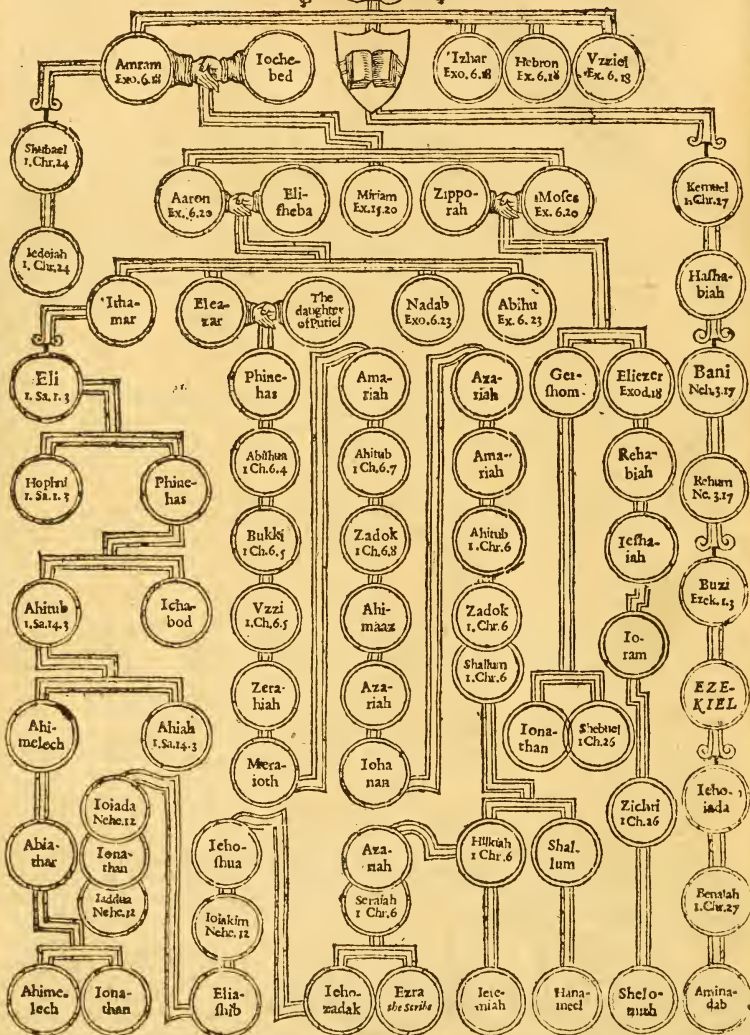 Amram
Exo. 6. 18
Ioche-
bed
Izhar
Exo. 6. 18
Hebron
Ex. 6. 18
Vzziel
Ex. 6. 18
Shubael
1. Chr. 24
Iedeiah
1. Chr. 24
Aaron
Ex. 6. 20
Eli-
ſheba
Miriam
Ex. 15. 20
Zippo-
rah
Moſes
Ex. 6. 20
Kemuel
1. Chr. 27
Haſha-
biah
Itha-
mar
Elea-
zar
The
daughter
of Putiel
Nadab
Exo. 6. 23
Abihu
Ex. 6. 23
Eli
1. Sa. 1. 3
Phine-
has
Ama-
riah
Aza-
riah
Ger-
ſhom
Eliezer
Exod. 18
Bani
Neh. 3. 17
Hophni
1. Sa. 1. 3
Phine-
has
Abiſhua
1 Ch. 6. 4
Ahitub
1 Ch. 6. 7
Ama-
riah
Reha-
biah
Rehum
Ne. 3. 17
Bukki
1 Ch. 6. 5
Zadok
1 Ch. 6. 8
Ahitub
1. Chr. 6
Ieſha-
iah
Ahitub
1. Sa. 14. 3
Icha-
bod
Vzzi
1. Ch. 6. 5
Ahi-
maaz
Zadok
1. Chr. 6
Shallum
1. Chr. 6
Io-
ram
Buzi
Ezek. 1. 3
Ahi-
melech
Ahiah
1. Sa. 14. 3
Zera-
hiah
Aza-
riah
EZE-
KIEL
Mera-
ioth
Ioha
nan
Iona-
than
Shebuel
1 Ch. 26
Ioiada
Nehe. 12
Iona-
than
Iaddua
Nehe. 12
Abia-
thar
Ieho-
ſhua
Ioiakim
Nehe. 12
Aza-
riah
Seraiah
1 Chr. 6
Hilkiah
1 Chr. 6
Shal-
lum
Zichri
1 Ch. 26
Ieho-
iada
Benaiah
1. Chr. 27
Ahime-
lech
Iona-
than
Elia-
ſhib
Ieho-
zadak
Ezra
the Scribe
Iere-
miah
Hana-
meel
Shelo-
mith
Amina-
dab